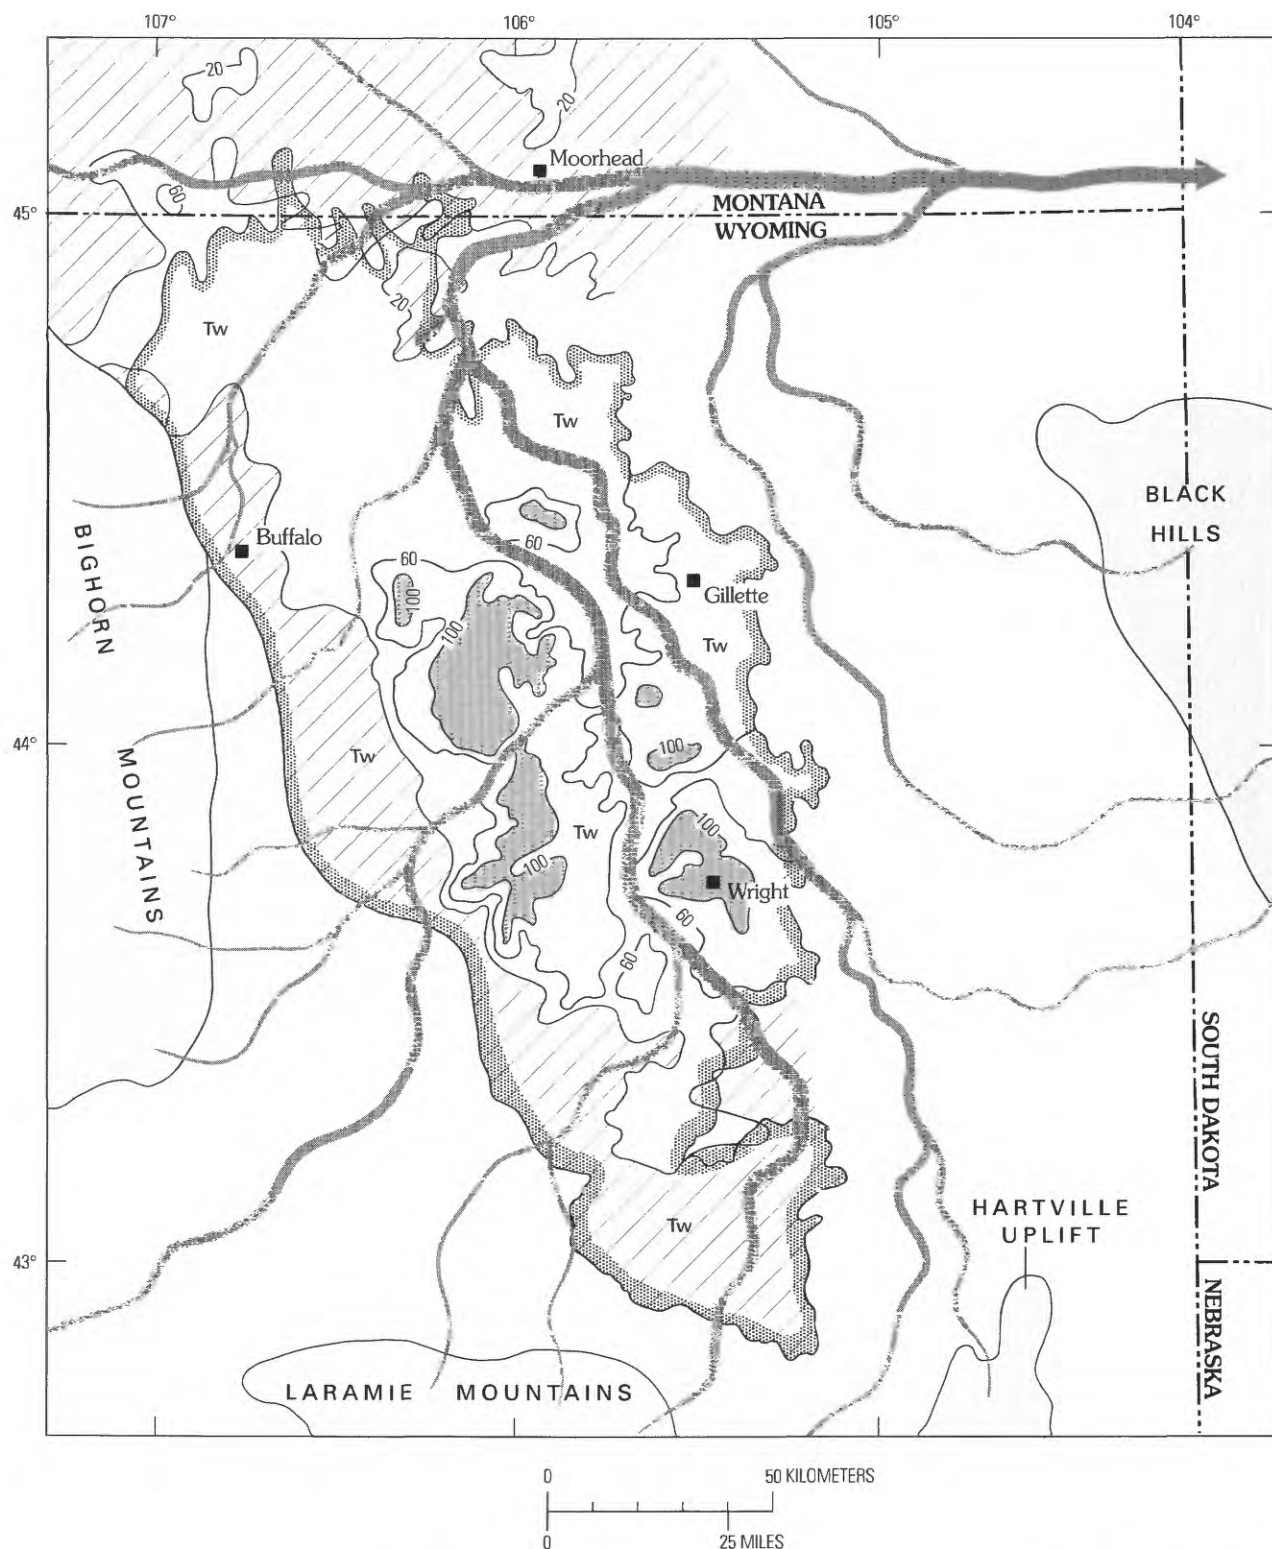 107° 106° 105° 104°
20
20
Moorhead
60
45°
MONTANA
WYOMING
20
Tw
Tw
BLACK
HILLS
60
Buffalo
BIGHORN
MOUNTAINS
60
100
100
Gillette
Tw
44°
Tw
100
Tw
100
100
Wright
60
60
SOUTH DAKOTA
HARTVILLE
UPLIFT
Tw
43°
NEBRASKA
LARAMIE MOUNTAINS
0 50 KILOMETERS
0 25 MILES